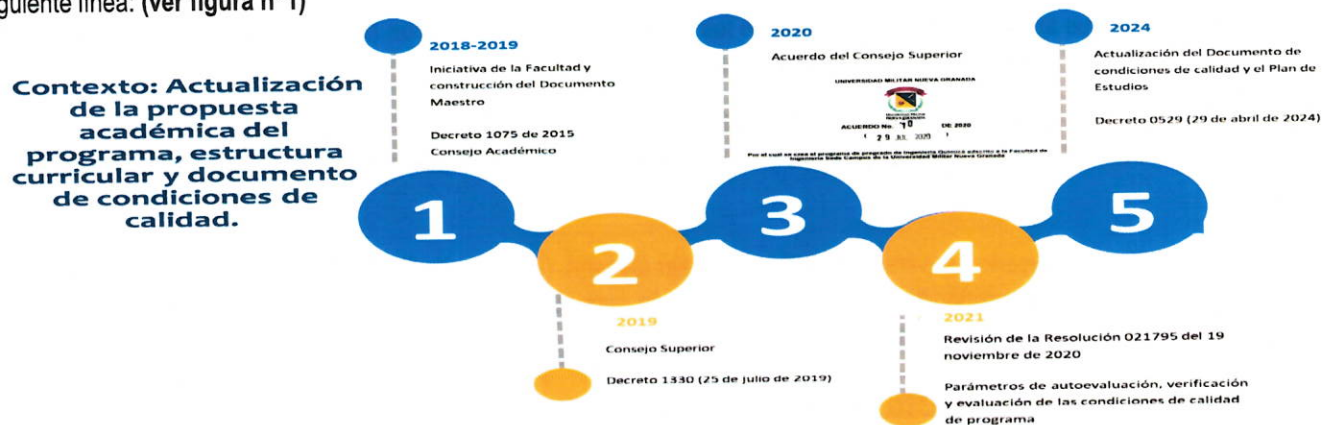 guiente línea: (ver figura n° 1)
Contexto: Actualización
de la propuesta
académica del
programa, estructura
curricular y documento
de condiciones de
calidad.
2018-2019
Iniciativa de la Facultad y
construcción del Documento
Maestro
Decreto 1075 de 2015
Consejo Académico
1
2
2019
Consejo Superior
Decreto 1330 (25 de julio de 2019)
2020
Acuerdo del Consejo Superior
UNIVERSIDAD MILITAR NUEVA GRANADA
ACUERDO No. 10 DE 2020
( 29 JUL 2020 )
Por el cual se crea el programa de pregrado de Ingeniería Química adscrito a la Facultad de
Ingeniería Sede Campus de la Universidad Militar Nueva Granada
3
4
2021
Revisión de la Resolución 021795 del 19
noviembre de 2020
Parámetros de autoevaluación, verificación
y evaluación de las condiciones de calidad
de programa
2024
Actualización del Documento de
condiciones de calidad y el Plan de
Estudios
Decreto 0529 (29 de abril de 2024)
5